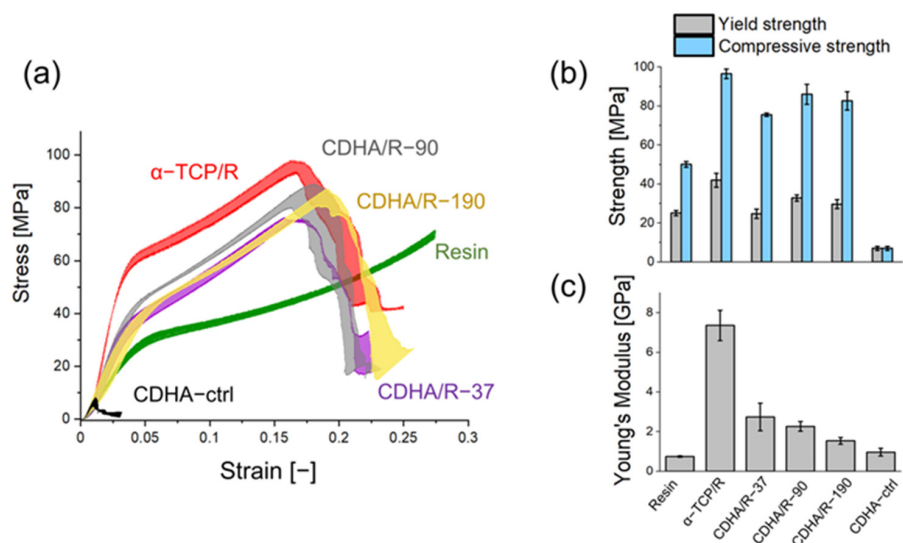 (a)
Stress [MPa]
100
80
60
40
20
0
0
0.05
0.1
0.15
0.2
0.25
0.3
Strain [−]
α−TCP/R
CDHA/R−90
CDHA/R−190
Resin
CDHA/R−37
CDHA−ctrl
Yield strength
Compressive strength
(b)
Strength [MPa]
100
80
60
40
20
0
(c)
Young's Modulus [GPa]
8
6
4
2
0
Resin
α−TCP/R
CDHA/R−37
CDHA/R−90
CDHA/R−190
CDHA−ctrl